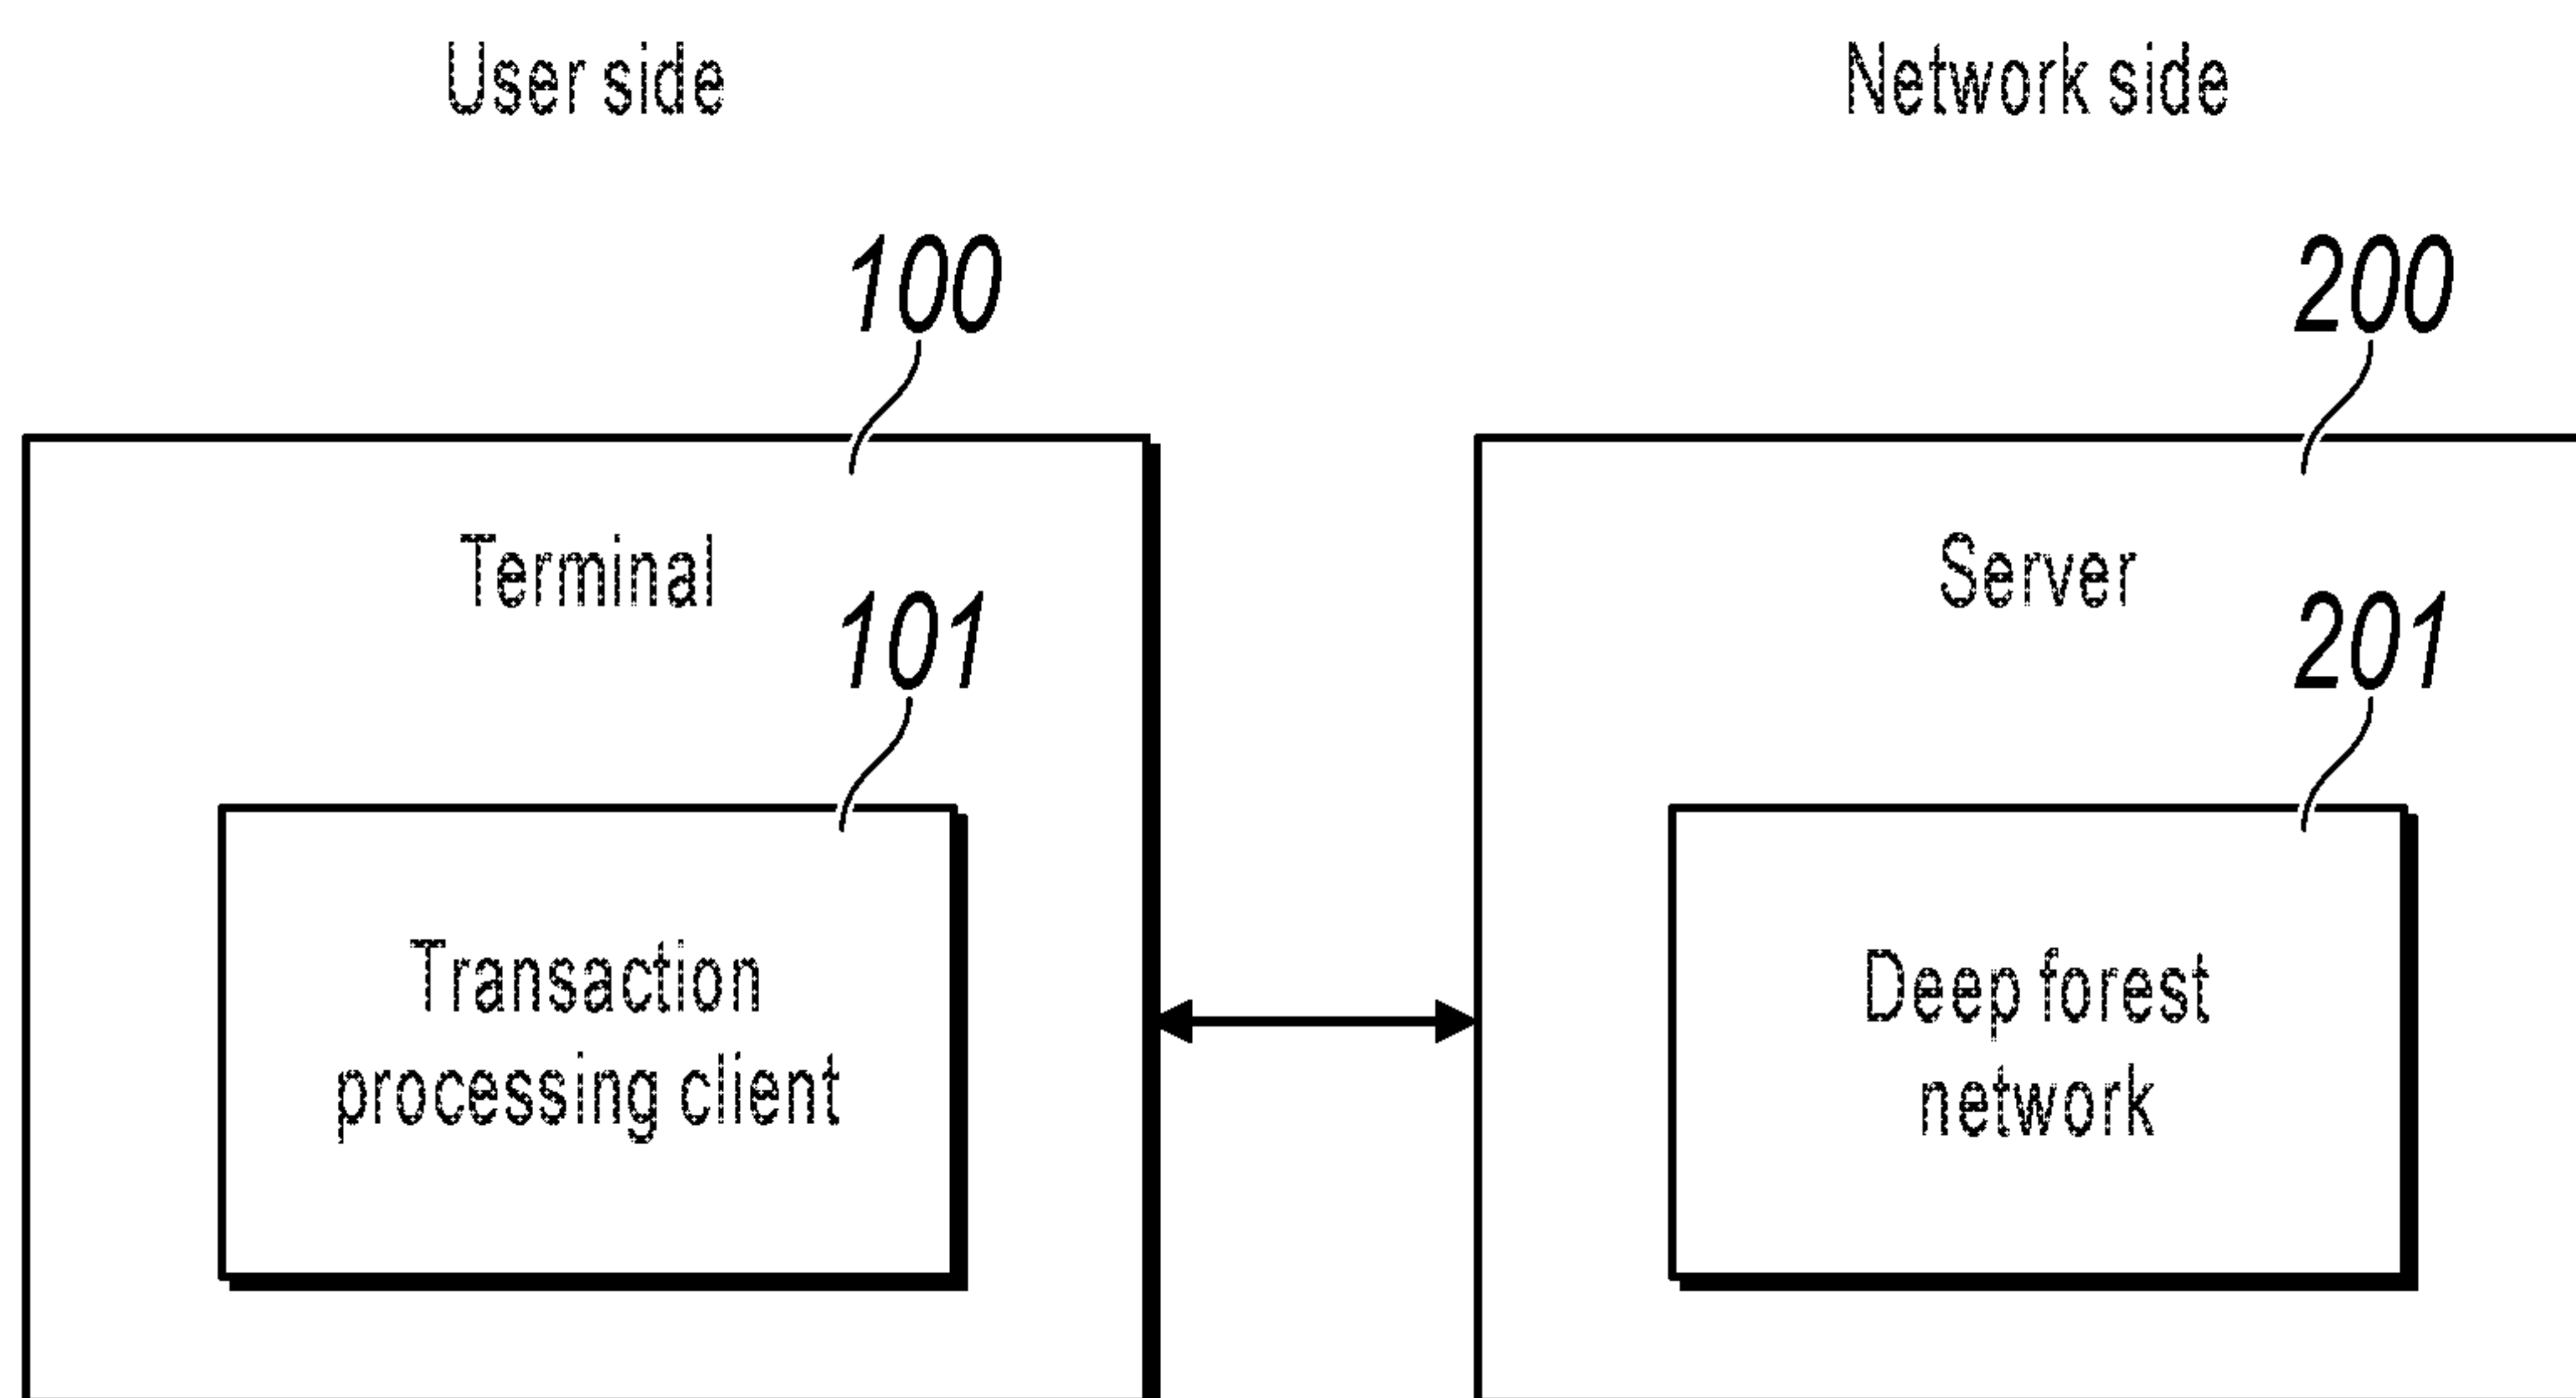 User side
Network side
100
200
Terminal
Server
101
201
Transaction
processing client
Deep forest
network